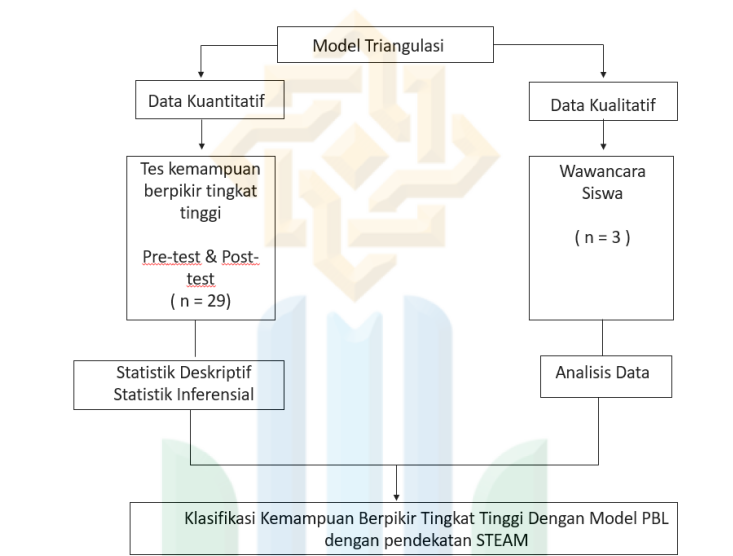 Model Triangulasi
Data Kuantitatif
Data Kualitatif
Tes kemampuan
berpikir tingkat
tinggi
Pre-test & Post-
test
( n = 29)
Wawancara
Siswa
( n = 3 )
Statistik Deskriptif
Statistik Inferensial
Analisis Data
Klasifikasi Kemampuan Berpikir Tingkat Tinggi Dengan Model PBL
dengan pendekatan STEAM